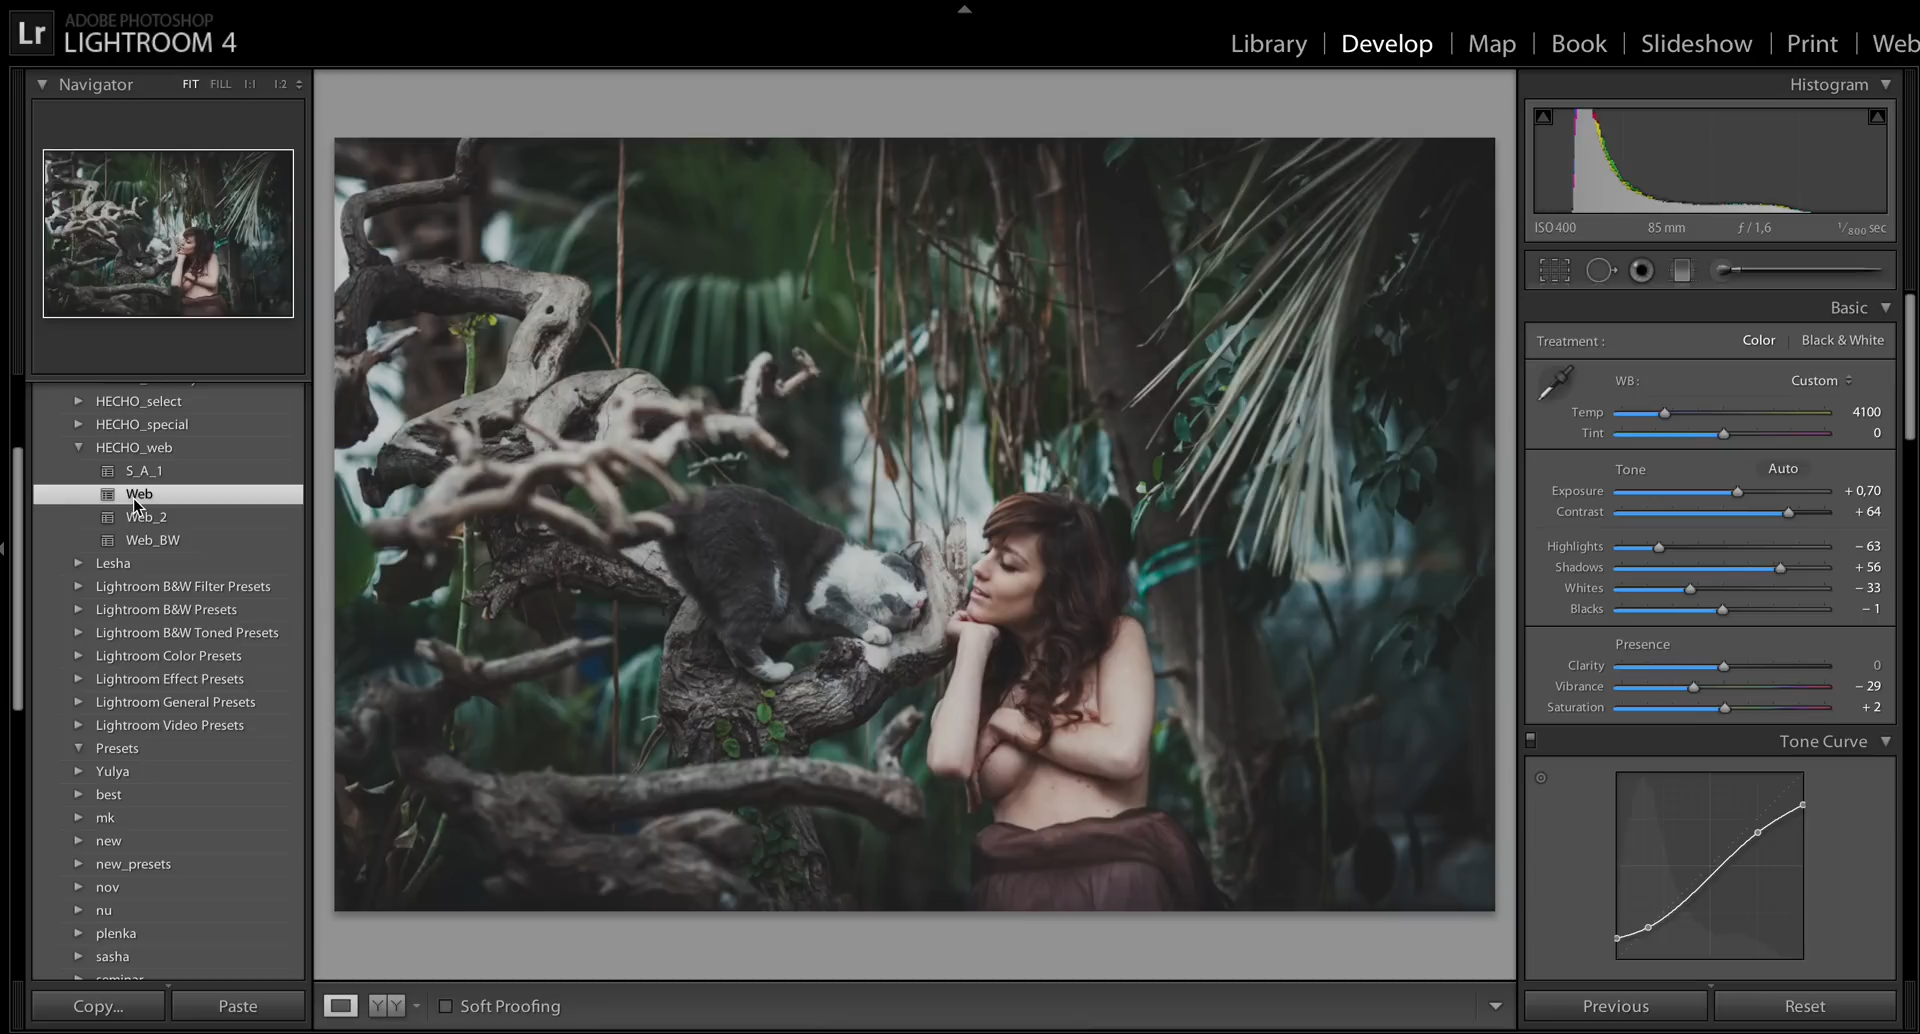 Lr
ADOBE PHOTOSHOP
LIGHTROOM 4
Library | Develop | Map | Book | Slideshow | Print | Web
Navigator FIT FILL 1:1 1:2
HECHO_select
HECHO_special
HECHO_web
S_A_1
Web
Web_2
Web_BW
Lesha
Lightroom B&W Filter Presets
Lightroom B&W Presets
Lightroom B&W Toned Presets
Lightroom Color Presets
Lightroom Effect Presets
Lightroom General Presets
Lightroom Video Presets
Presets
Yulya
best
mk
new
new_presets
nov
nu
plenka
sasha
Copy... Paste
YY
Soft Proofing
Histogram
ISO 400 85 mm ƒ / 1,6 1/800 sec
Basic
Treatment : Color | Black & White
WB: Custom
Temp 4100
Tint 0
Tone Auto
Exposure + 0,70
Contrast + 64
Highlights − 63
Shadows + 56
Whites − 33
Blacks − 1
Presence
Clarity 0
Vibrance − 29
Saturation + 2
Tone Curve
Previous Reset